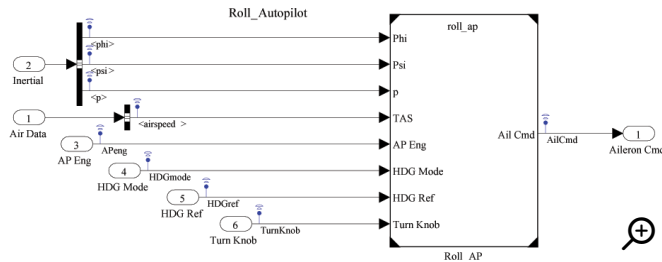 Roll_Autopilot
roll_ap
<phi>
Phi
2
Inertial
<psi>
Psi
<p>
p
1
Air Data
<airspeed >
TAS
3
AP Eng
APeng
AP Eng
Ail Cmd
AilCmd
1
Aileron Cmd
4
HDG Mode
HDGmode
HDG Mode
5
HDG Ref
HDGref
HDG Ref
6
Turn Knob
TurnKnob
Turn Knob
Roll_AP